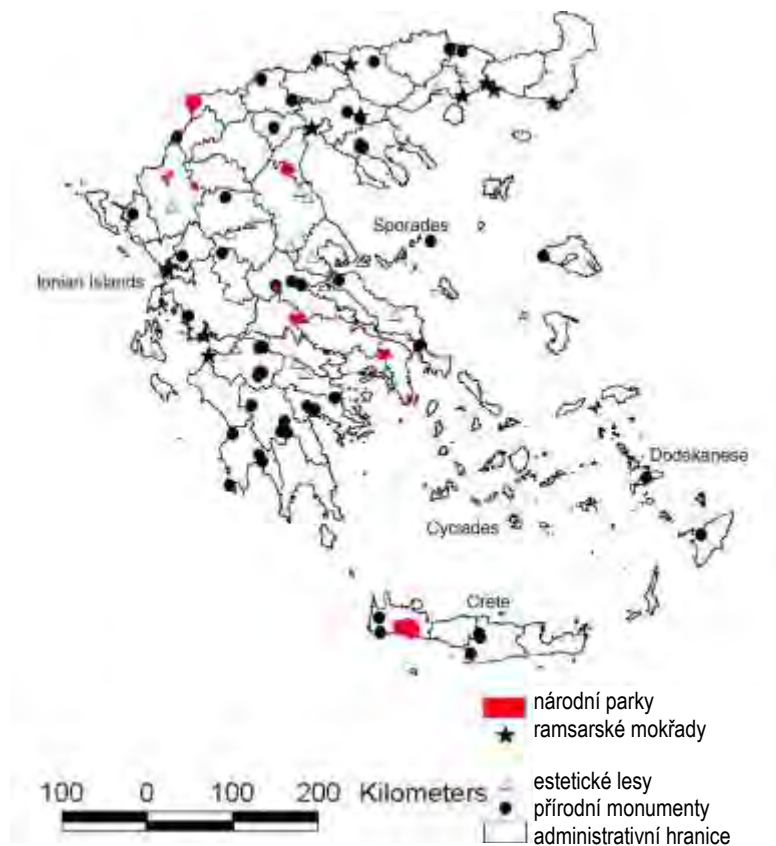 Sporades
Ionian Islands
Dodekanese
Cyclades
Crete
národní parky
ramsarské mokřady
estetické lesy
100 0 100 200 Kilometers
přírodní monumenty
administrativní hranice